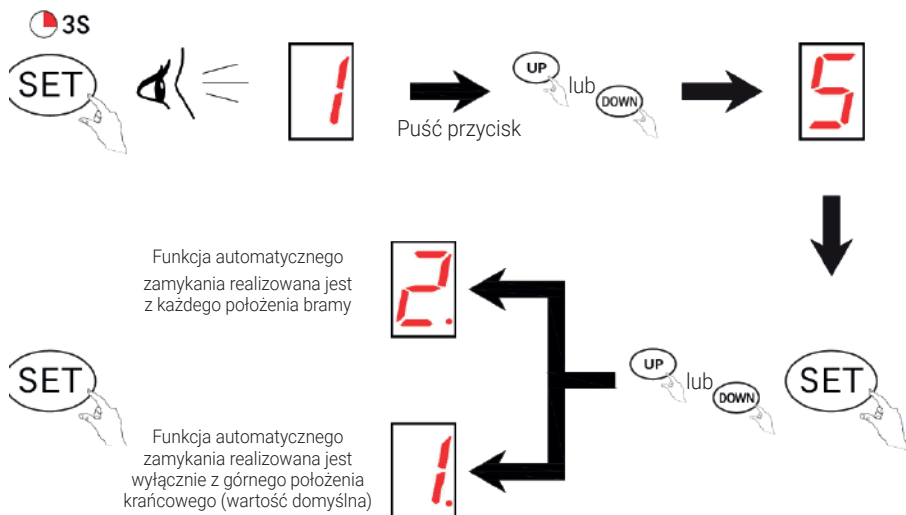 3S
SET
1
UP
lub
DOWN
5
Puść przycisk
Funkcja automatycznego
zamykania realizowana jest
z każdego położenia bramy
2.
SET
UP
lub
DOWN
SET
Funkcja automatycznego
zamykania realizowana jest
wyłącznie z górnego położenia
krańcowego (wartość domyślna)
1.